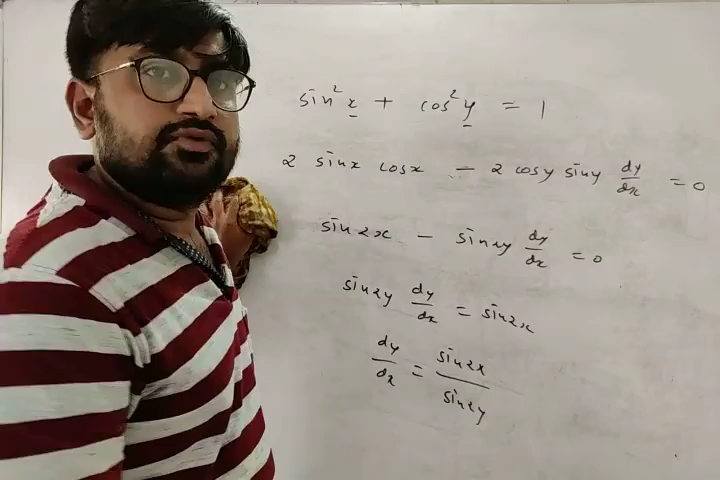 sin²x + cos²y = 1
2 sinx cosx - 2 cosy siny dy/dx = 0
sin2x - sin2y dy/dx = 0
sin2y dy/dx = sin2x
dy/dx = sin2x/sin2y